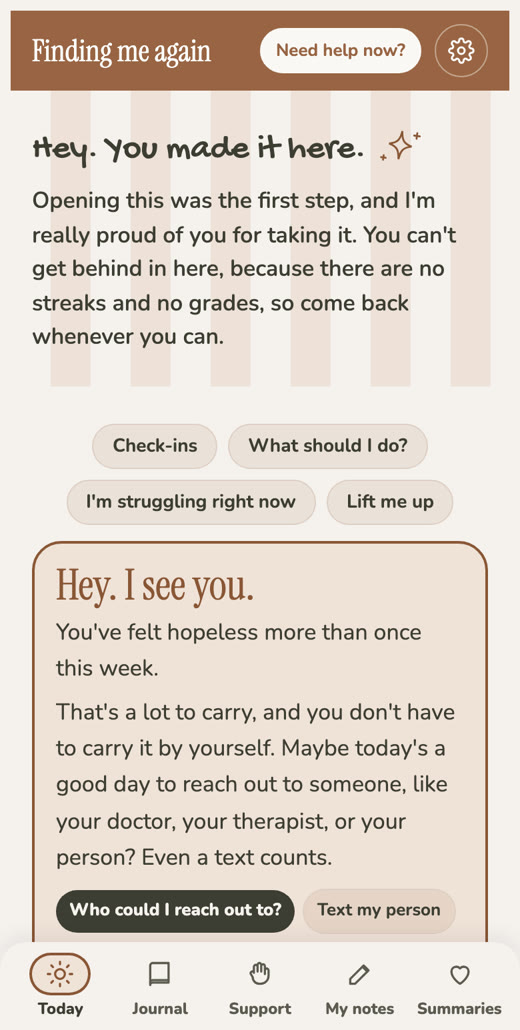 Finding me again
Need help now?
Hey. You made it here.
Opening this was the first step, and I'm
really proud of you for taking it. You can't
get behind in here, because there are no
streaks and no grades, so come back
whenever you can.
Check-ins
What should I do?
I'm struggling right now
Lift me up
Hey. I see you.
You've felt hopeless more than once
this week.
That's a lot to carry, and you don't have
to carry it by yourself. Maybe today's a
good day to reach out to someone, like
your doctor, your therapist, or your
person? Even a text counts.
Who could I reach out to?
Text my person
Today
Journal
Support
My notes
Summaries